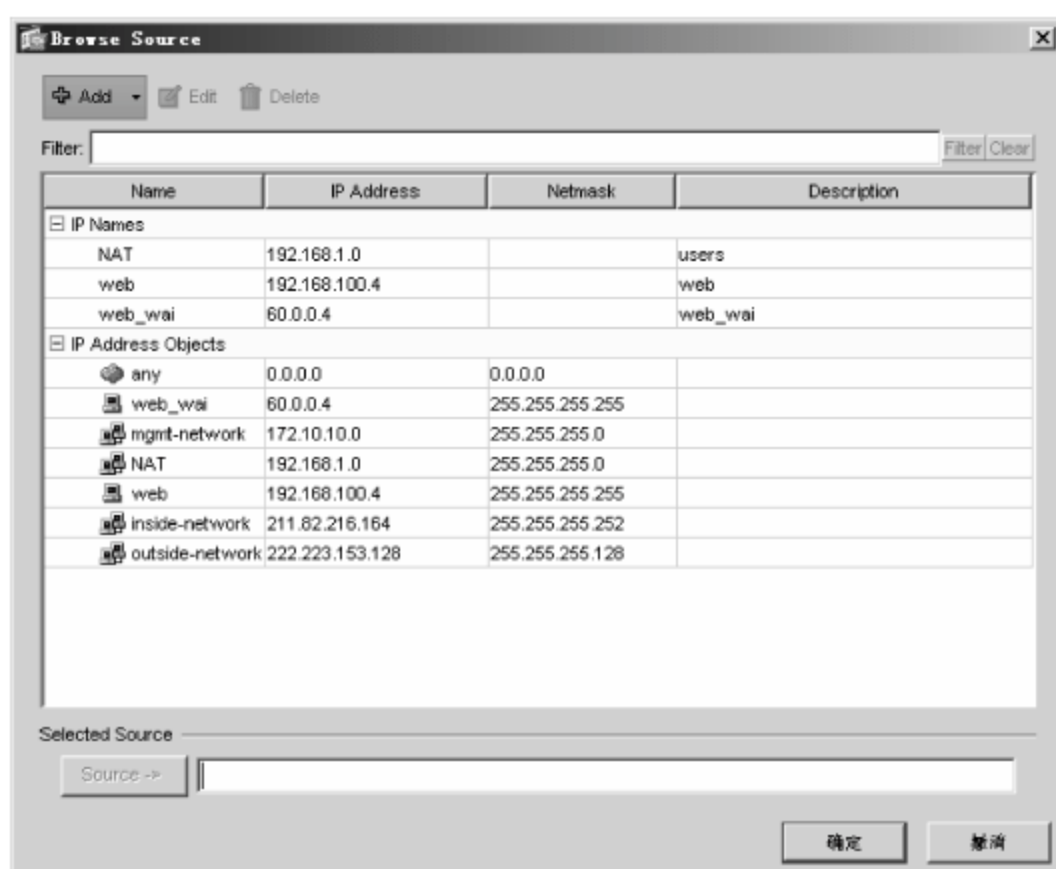 Browse Source
Add Edit Delete
Filter: Filter Clear
Name IP Address Netmask Description
IP Names
NAT 192.168.1.0 users
web 192.168.100.4 web
web_wai 60.0.0.4 web_wai
IP Address Objects
any 0.0.0.0 0.0.0.0
web_wai 60.0.0.4 255.255.255.255
mgmt-network 172.10.10.0 255.255.255.0
NAT 192.168.1.0 255.255.255.0
web 192.168.100.4 255.255.255.255
inside-network 211.82.216.164 255.255.255.252
outside-network 222.223.153.128 255.255.255.128
Selected Source
Source ->
确定 撤消